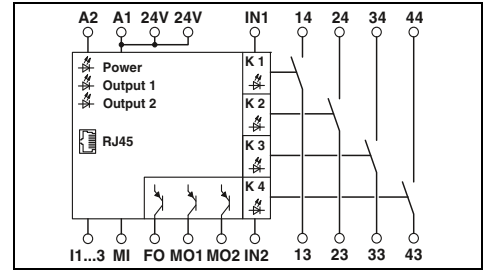 A2 A1 24V 24V IN1 14 24 34 44
Power
Output 1
Output 2
RJ45
K 1
K 2
K 3
K 4
I1...3 MI FO MO1 MO2 IN2 13 23 33 43